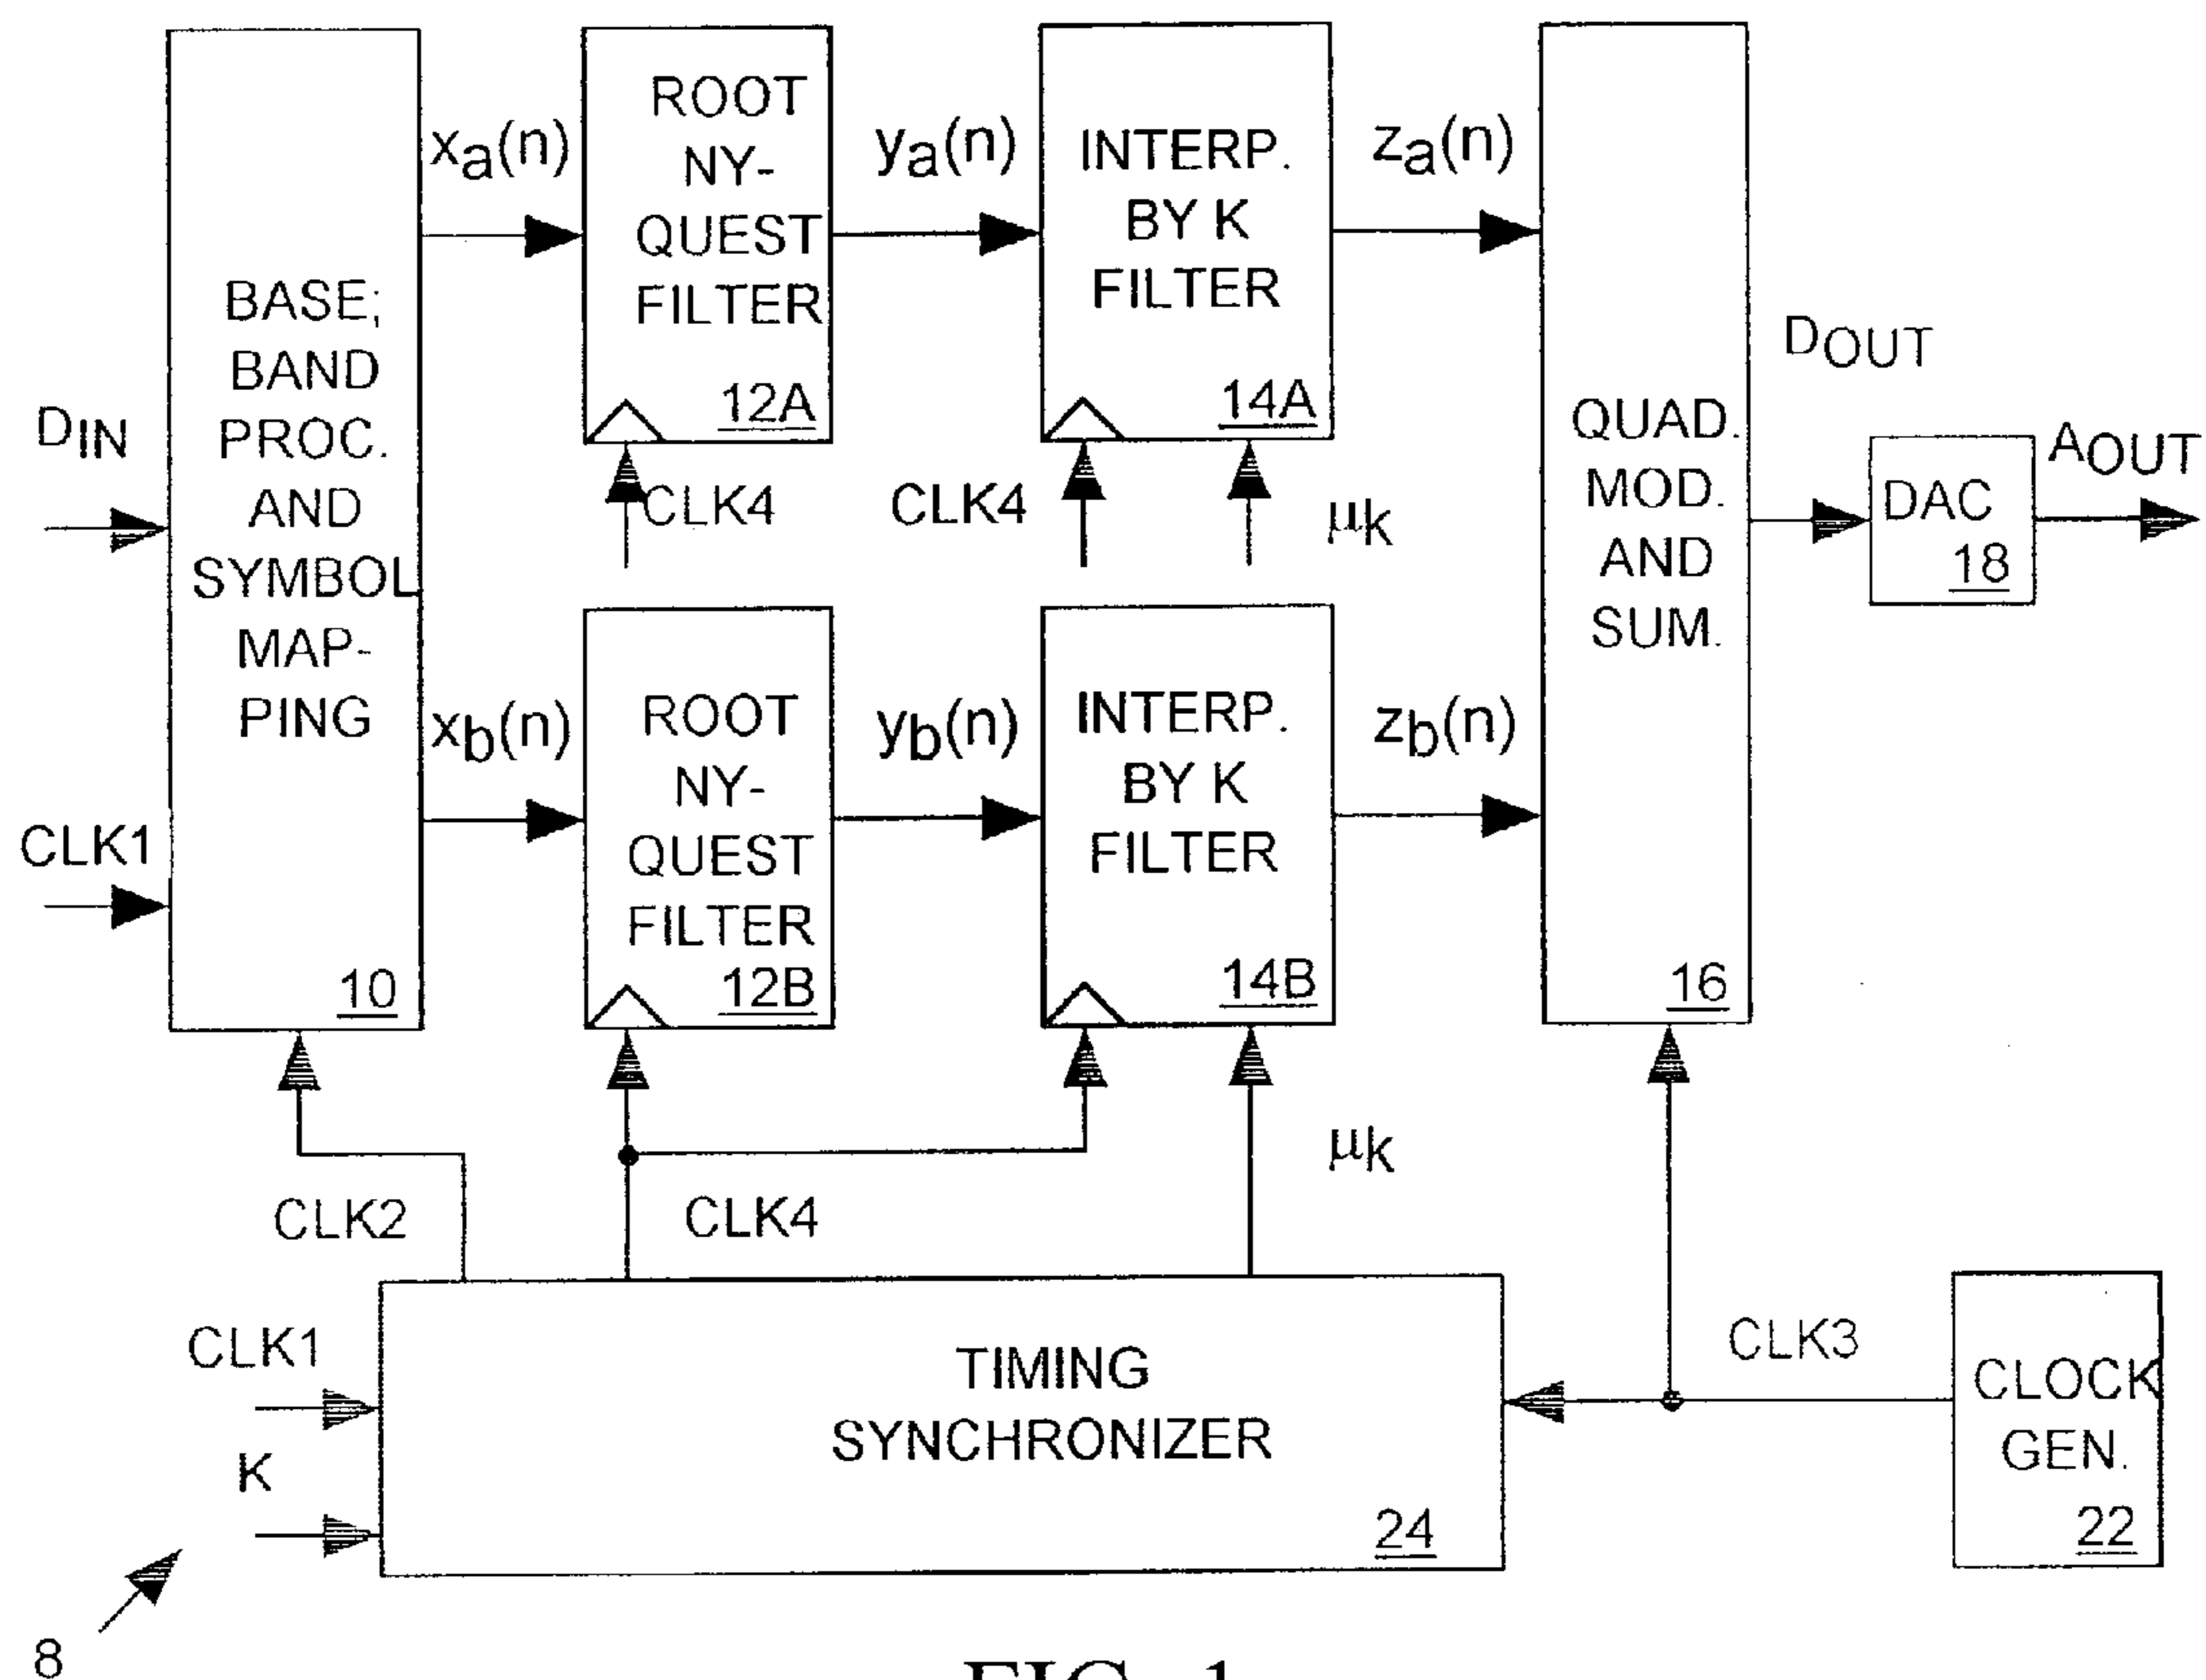 BASE;
BAND
PROC.
AND
SYMBOL
MAP-
PING
10
DIN
CLK1
xa(n)
ROOT
NY-
QUEST
FILTER
12A
CLK4
ya(n)
INTERP.
BY K
FILTER
14A
CLK4
μk
za(n)
QUAD.
MOD.
AND
SUM.
16
DOUT
DAC
18
AOUT
xb(n)
ROOT
NY-
QUEST
FILTER
12B
yb(n)
INTERP.
BY K
FILTER
14B
zb(n)
CLK2
CLK4
μk
CLK3
CLK1
K
TIMING
SYNCHRONIZER
24
CLOCK
GEN.
22
8
FIG. 1